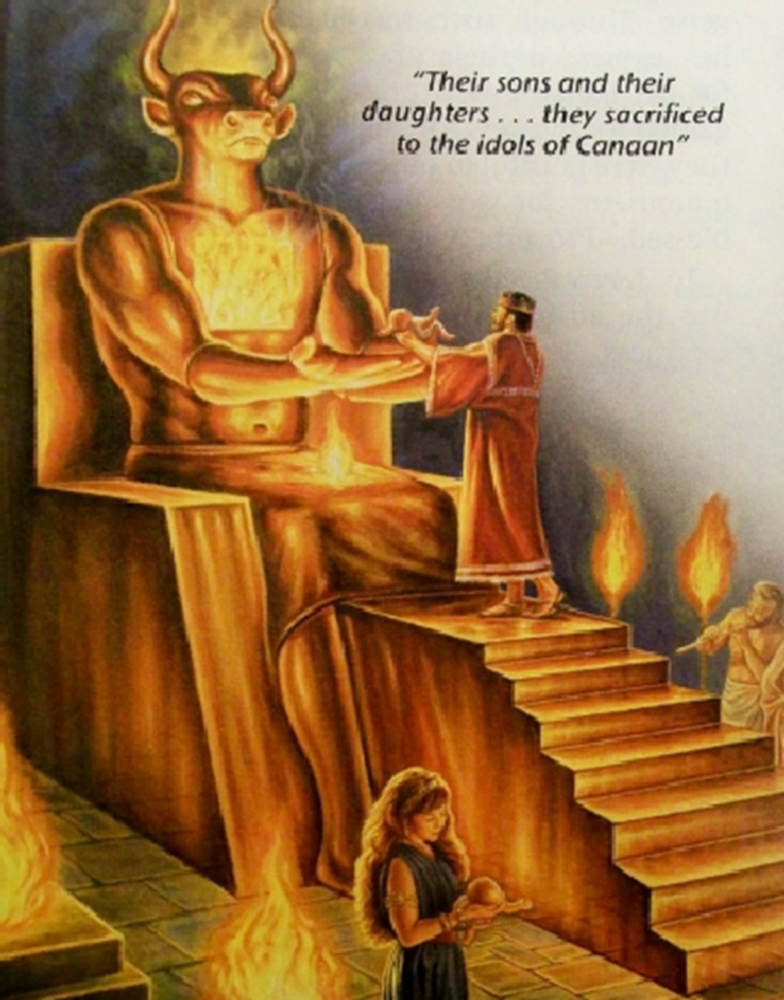 “Their sons and their
daughters . . . they sacrificed
to the idols of Canaan”